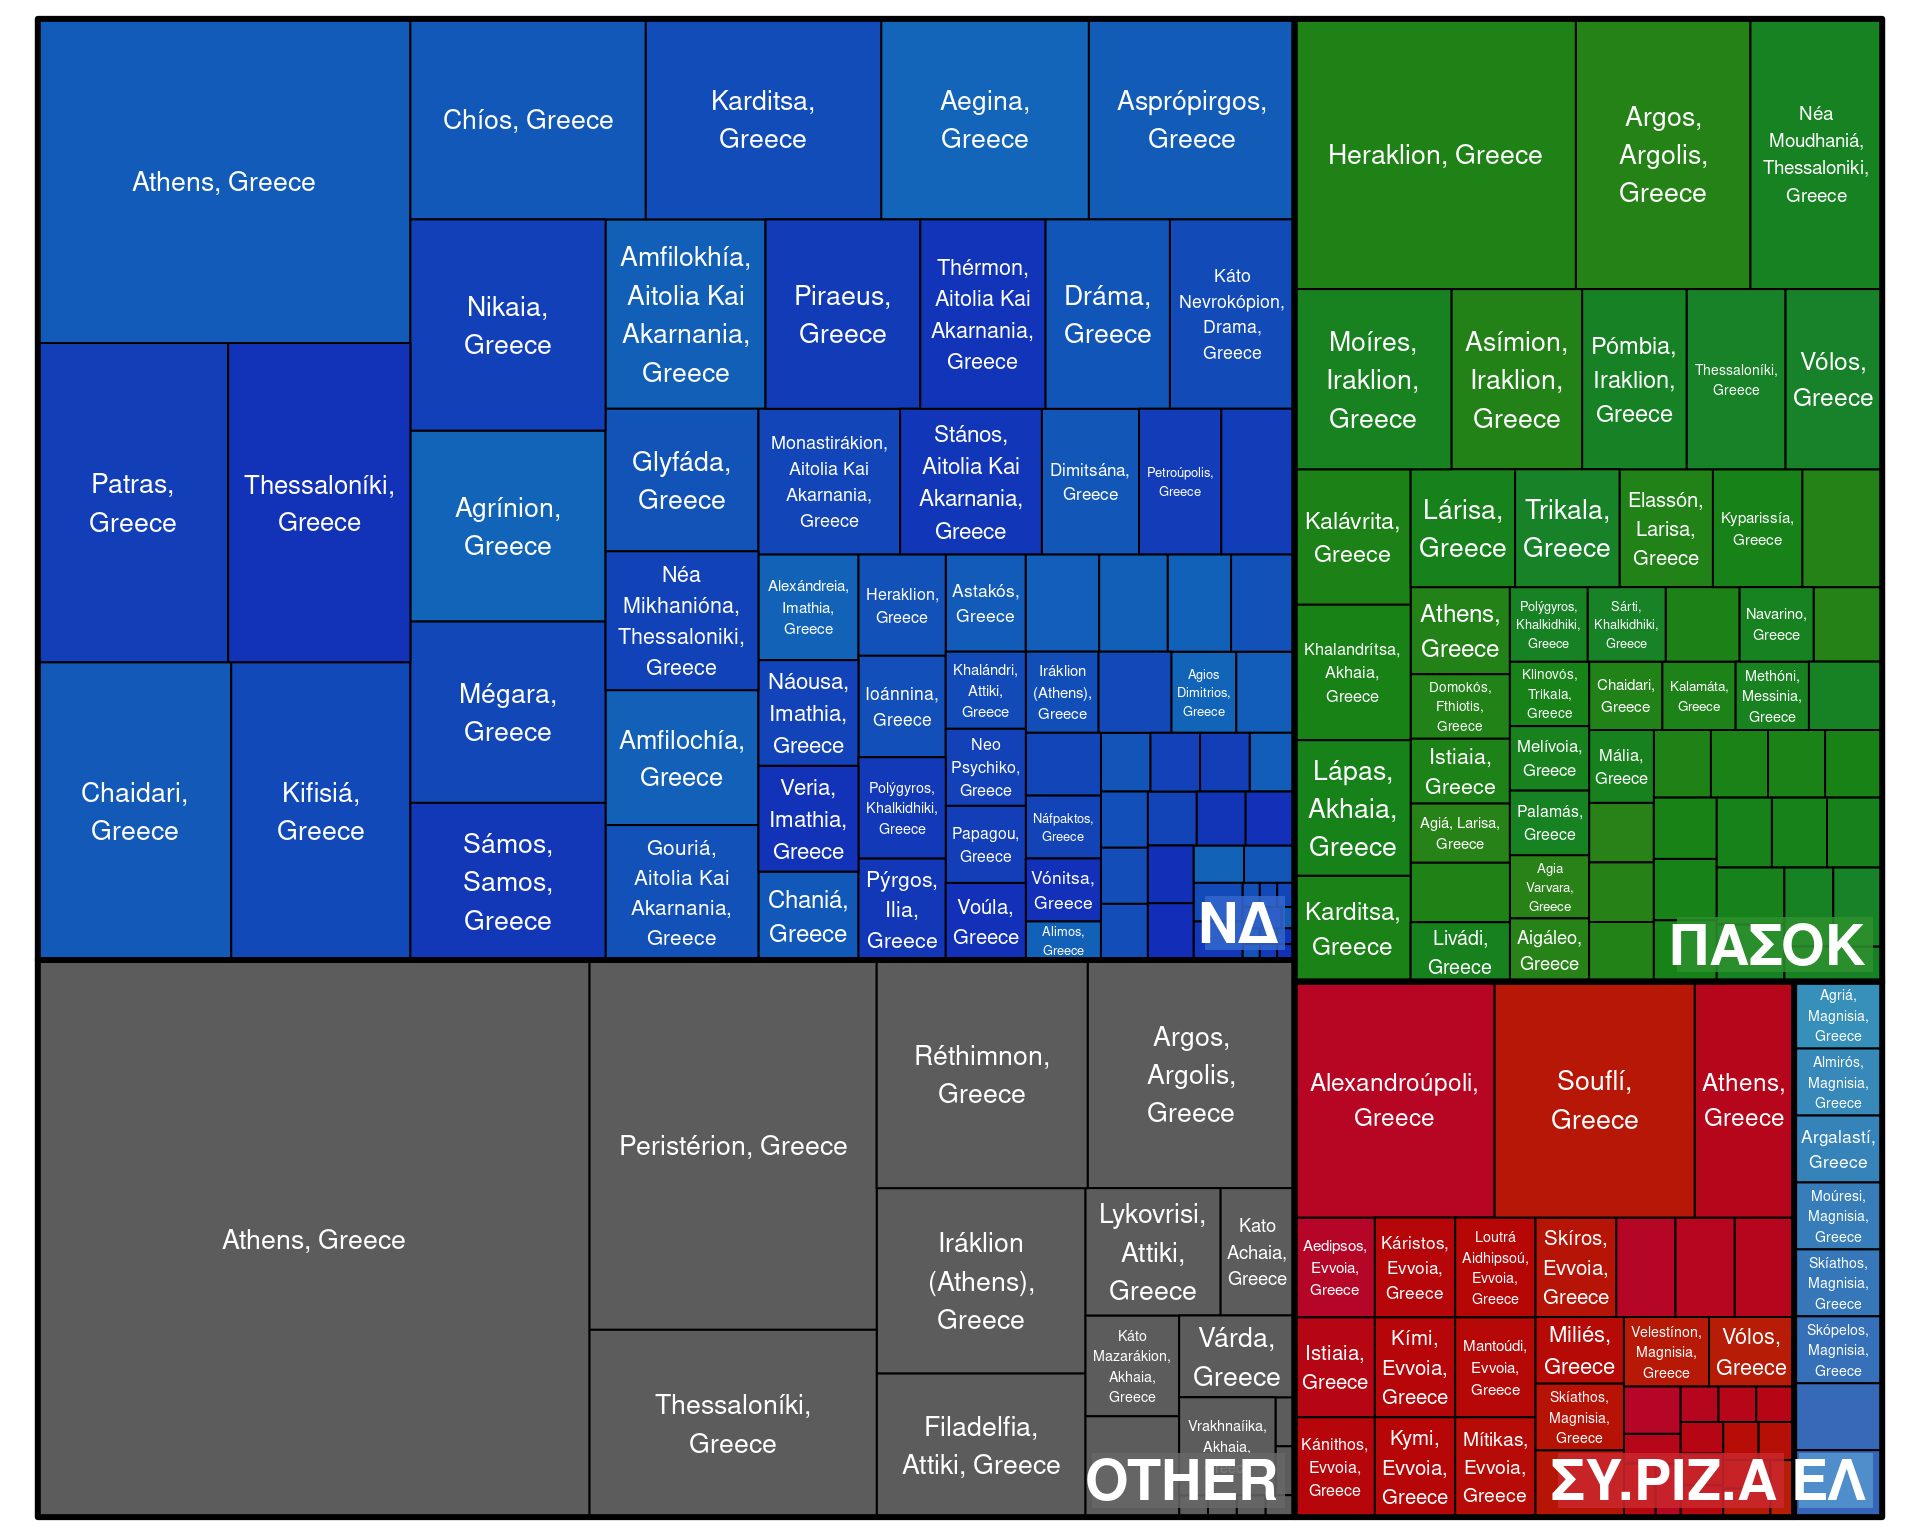 Athens, Greece
Chíos, Greece
Karditsa,
Greece
Aegina,
Greece
Asprópirgos,
Greece
Patras,
Greece
Thessaloníki,
Greece
Chaidari,
Greece
Kifisiá,
Greece
Nikaia,
Greece
Agrínion,
Greece
Mégara,
Greece
Sámos,
Samos,
Greece
Amfilokhía,
Aitolia Kai
Akarnania,
Greece
Piraeus,
Greece
Thérmon,
Aitolia Kai
Akarnania,
Greece
Dráma,
Greece
Káto
Nevrokópion,
Drama,
Greece
Glyfáda,
Greece
Néa
Mikhanióna,
Thessaloniki,
Greece
Amfilochía,
Greece
Gouriá,
Aitolia Kai
Akarnania,
Greece
Monastirákion,
Aitolia Kai
Akarnania,
Greece
Stános,
Aitolia Kai
Akarnania,
Greece
Dimitsána,
Greece
Petroúpolis,
Greece
Alexándreia,
Imathia,
Greece
Náousa,
Imathia,
Greece
Veria,
Imathia,
Greece
Chaniá,
Greece
Heraklion,
Greece
Ioánnina,
Greece
Polýgyros,
Khalkidhiki,
Greece
Pýrgos,
Ilia,
Greece
Astakós,
Greece
Khalándri,
Attiki,
Greece
Neo
Psychiko,
Greece
Papagou,
Greece
Voúla,
Greece
Iráklion
(Athens),
Greece
Agios
Dimitrios,
Greece
Náfpaktos,
Greece
Vónitsa,
Greece
Alimos,
Greece
ΝΔ
Heraklion, Greece
Argos,
Argolis,
Greece
Néa
Moudhaniá,
Thessaloniki,
Greece
Moíres,
Iraklion,
Greece
Asímion,
Iraklion,
Greece
Pómbia,
Iraklion,
Greece
Thessaloníki,
Greece
Vólos,
Greece
Kalávrita,
Greece
Khalandrítsa,
Akhaia,
Greece
Lápas,
Akhaia,
Greece
Karditsa,
Greece
Lárisa,
Greece
Trikala,
Greece
Elassón,
Larisa,
Greece
Kyparissía,
Greece
Athens,
Greece
Domokós,
Fthiotis,
Greece
Istiaia,
Greece
Agiá, Larisa,
Greece
Livádi,
Greece
Polýgyros,
Khalkidhiki,
Greece
Sárti,
Khalkidhiki,
Greece
Navarino,
Greece
Klinovós,
Trikala,
Greece
Chaidari,
Greece
Kalamáta,
Greece
Methóni,
Messinia,
Greece
Melívoia,
Greece
Mália,
Greece
Palamás,
Greece
Agia
Varvara,
Greece
Aigáleo,
Greece
ΠΑΣΟΚ
Athens, Greece
Peristérion, Greece
Thessaloníki,
Greece
Réthimnon,
Greece
Argos,
Argolis,
Greece
Iráklion
(Athens),
Greece
Filadelfia,
Attiki, Greece
Lykovrisi,
Attiki,
Greece
Kato
Achaia,
Greece
Káto
Mazarákion,
Akhaia,
Greece
Várda,
Greece
Vrakhnaíika,
Akhaia,
OTHER
Alexandroúpoli,
Greece
Souflí,
Greece
Athens,
Greece
Aedipsos,
Evvoia,
Greece
Káristos,
Evvoia,
Greece
Loutrá
Aidhipsoú,
Evvoia,
Greece
Skíros,
Evvoia,
Greece
Istiaia,
Greece
Kími,
Evvoia,
Greece
Mantoúdi,
Evvoia,
Greece
Miliés,
Greece
Velestínon,
Magnisia,
Greece
Vólos,
Greece
Skíathos,
Magnisia,
Greece
Kánithos,
Evvoia,
Greece
Kymi,
Evvoia,
Greece
Mítikas,
Evvoia,
Greece
ΣΥ.ΡΙΖ.Α
Agriá,
Magnisia,
Greece
Almirós,
Magnisia,
Greece
Argalastí,
Greece
Moúresi,
Magnisia,
Greece
Skíathos,
Magnisia,
Greece
Skópelos,
Magnisia,
Greece
ΕΛ